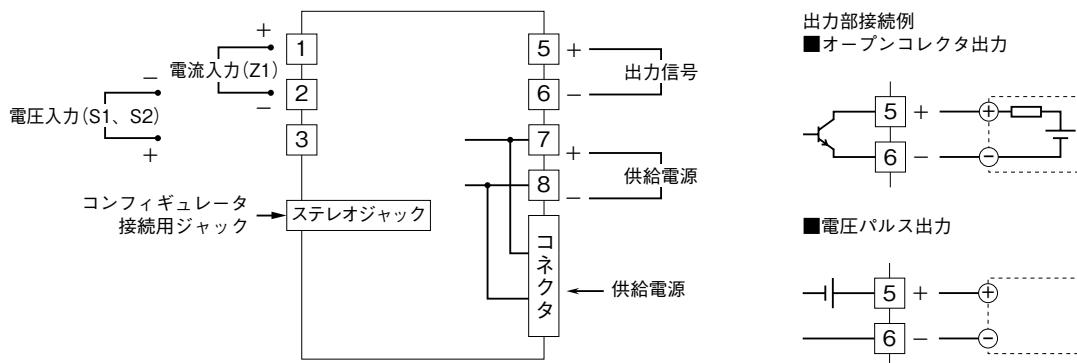 +
1
電流入力(Z1)
2
−
−
電圧入力(S1、S2)
+
3
コンフィギュレータ
接続用ジャック
ステレオジャック
5
+
出力信号
6
−
7
+
供給電源
8
−
コネクタ
供給電源
出力部接続例
■オープンコレクタ出力
5
+
+
6
−
−
■電圧パルス出力
5
+
+
6
−
−